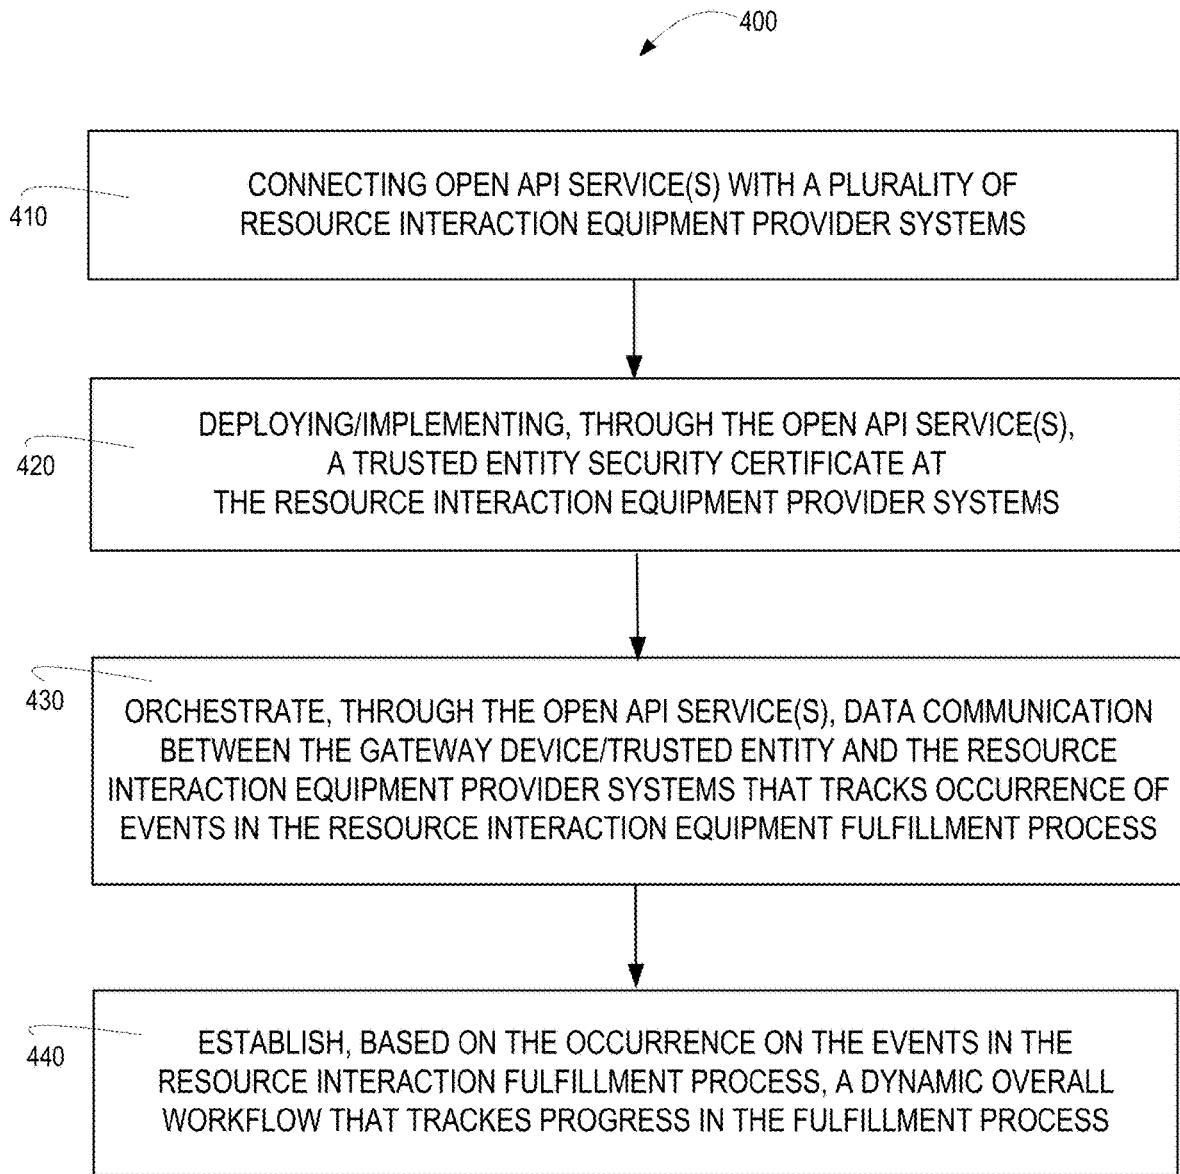 400
410
CONNECTING OPEN API SERVICE(S) WITH A PLURALITY OF
RESOURCE INTERACTION EQUIPMENT PROVIDER SYSTEMS
420
DEPLOYING/IMPLEMENTING, THROUGH THE OPEN API SERVICE(S),
A TRUSTED ENTITY SECURITY CERTIFICATE AT
THE RESOURCE INTERACTION EQUIPMENT PROVIDER SYSTEMS
430
ORCHESTRATE, THROUGH THE OPEN API SERVICE(S), DATA COMMUNICATION
BETWEEN THE GATEWAY DEVICE/TRUSTED ENTITY AND THE RESOURCE
INTERACTION EQUIPMENT PROVIDER SYSTEMS THAT TRACKS OCCURRENCE OF
EVENTS IN THE RESOURCE INTERACTION EQUIPMENT FULFILLMENT PROCESS
440
ESTABLISH, BASED ON THE OCCURRENCE ON THE EVENTS IN THE
RESOURCE INTERACTION FULFILLMENT PROCESS, A DYNAMIC OVERALL
WORKFLOW THAT TRACKES PROGRESS IN THE FULFILLMENT PROCESS